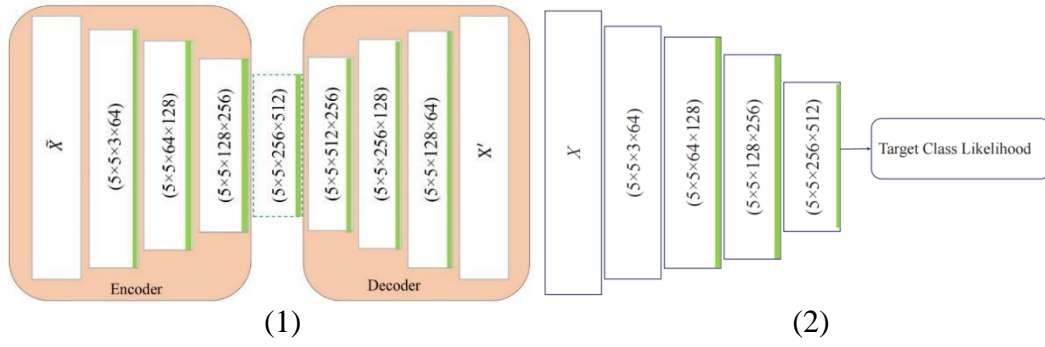 X̃
(5×5×3×64)
(5×5×64×128)
(5×5×128×256)
(5×5×256×512)
(5×5×512×256)
(5×5×256×128)
(5×5×128×64)
X'
Encoder
Decoder
(1)
X
(5×5×3×64)
(5×5×64×128)
(5×5×128×256)
(5×5×256×512)
Target Class Likelihood
(2)